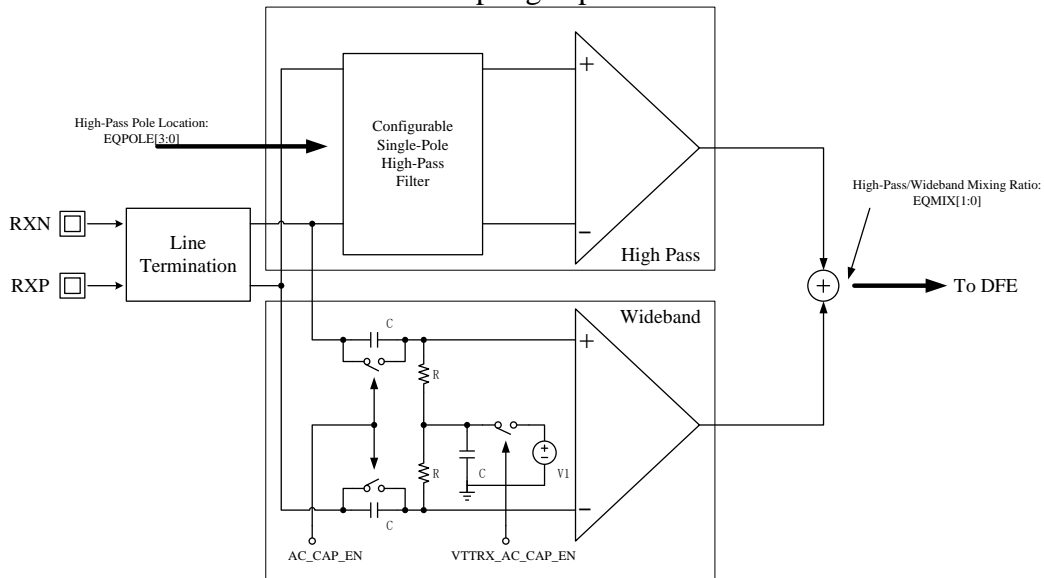 High-Pass Pole Location:
EQPOLE[3:0]
Configurable
Single-Pole
High-Pass
Filter
+
−
High Pass
High-Pass/Wideband Mixing Ratio:
EQMIX[1:0]
RXN
RXP
Line
Termination
+
To DFE
Wideband
C
+
R
R
C
+
−
V1
C
−
AC_CAP_EN
VTTRX_AC_CAP_EN